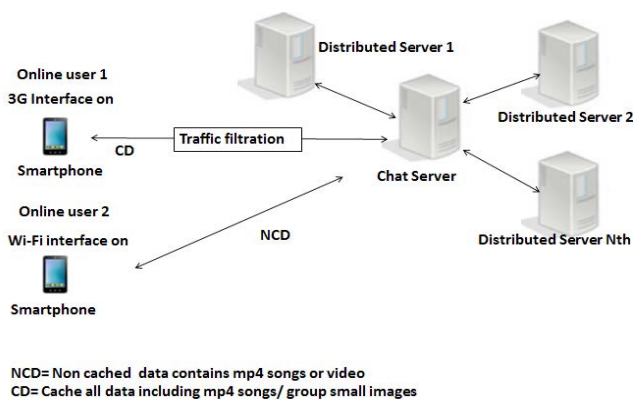 Distributed Server 1
Online user 1
3G Interface on
Traffic filtration
CD
Smartphone
Distributed Server 2
Chat Server
Online user 2
Wi-Fi interface on
NCD
Distributed Server Nth
Smartphone
NCD= Non cached data contains mp4 songs or video
CD= Cache all data including mp4 songs/ group small images